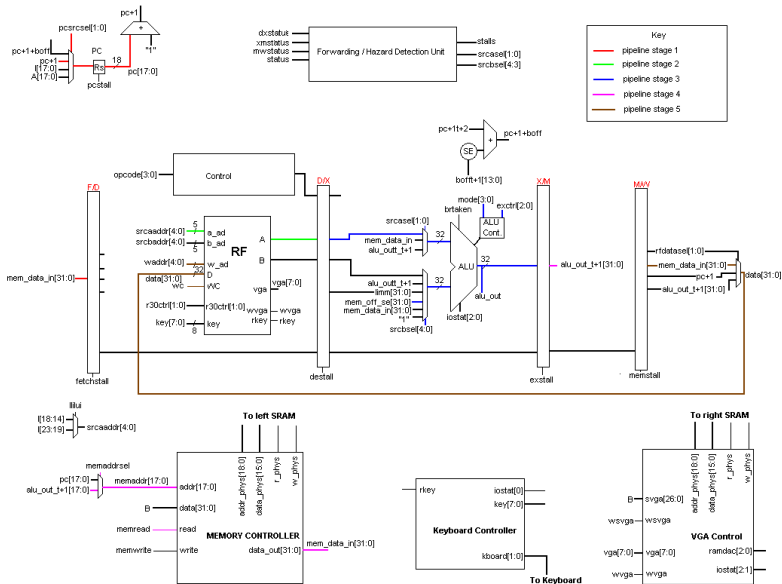 pc+1
pcsrcsel[1:0]
pc+1+boff
pc+1
I[17:0]
A[17:0]
PC
Rs
pcstall
18
+
"1"
pc[17:0]
dxstatus
xmstatus
mwstatus
status
Forwarding / Hazard Detection Unit
stalls
srcasel[1:0]
srcbsel[4:3]
Key
pipeline stage 1
pipeline stage 2
pipeline stage 3
pipeline stage 4
pipeline stage 5
pc+1t+2
SE
+
pc+1+boff
bofft+1[13:0]
opcode[3:0]
Control
F/D
D/X
X/M
M/W
mem_data_in[31:0]
fetchstall
srcaaddr[4:0]
5
a_ad
srcbaddr[4:0]
5
b_ad
RF
waddr[4:0]
w_ad
32
data[31:0]
D
wc
WC
r30ctrl[1:0]
r30ctrl[1:0]
key[7:0]
8
key
A
B
vga
vga[7:0]
wvga
wvga
rkey
rkey
destall
srcasel[1:0]
mem_data_in
alu_outt_t+1
32
alu_outt_t+1
limm[31:0]
mem_off_se[31:0]
mem_data_in[31:0]
"1"
srcbsel[4:0]
32
brtaken
mode[3:0]
exctrl[2:0]
ALU
Cont.
ALU
32
alu_out
iostat[2:0]
exstall
alu_out_t+1[31:0]
memstall
rfdatasel[1:0]
mem_data_in[31:0]
pc+1
alu_out_t+1[31:0]
data[31:0]
llilui
I[18:14]
I[23:19]
srcaaddr[4:0]
memaddrsel
pc[17:0]
alu_out_t+1[17:0]
memaddr[17:0]
addr[17:0]
B
data[31:0]
memread
read
memwrite
write
To left SRAM
addr_phys[18:0]
data_phys[15:0]
r_phys
w_phys
MEMORY CONTROLLER
data_out[31:0]
mem_data_in[31:0]
rkey
iostat[0]
key[7:0]
Keyboard Controller
kboard[1:0]
To Keyboard
To right SRAM
addr_phys[18:0]
data_phys[15:0]
r_phys
w_phys
B
svga[26:0]
wsvga
wsvga
VGA Control
vga[7:0]
vga[7:0]
wvga
wvga
ramdac[2:0]
iostat[2:1]